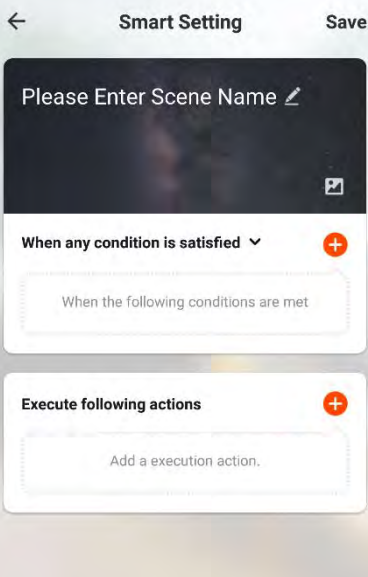 Smart Setting Save
Please Enter Scene Name
When any condition is satisfied
When the following conditions are met
Execute following actions
Add a execution action.